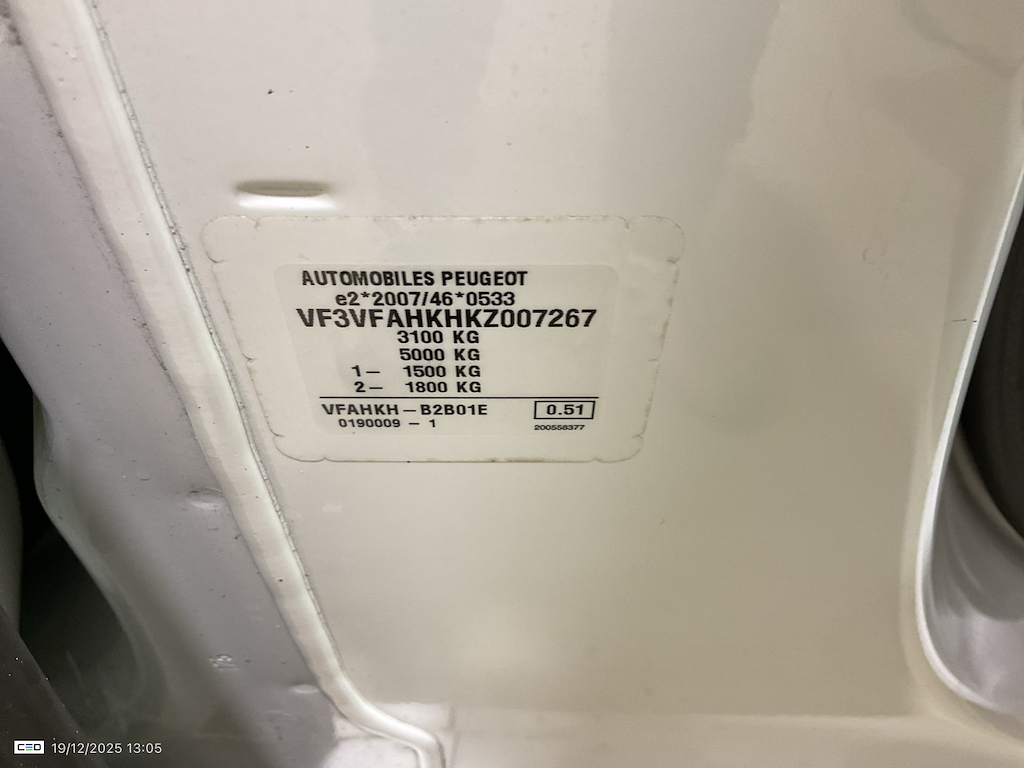 AUTOMOBILES PEUGEOT
e2*2007/46*0533
VF3VFAHKHKZ007267
3100 KG
5000 KG
1– 1500 KG
2– 1800 KG
VFAHKH – B2B01E 0.51
0190009 – 1 200558377
CEO 19/12/2025 13:05